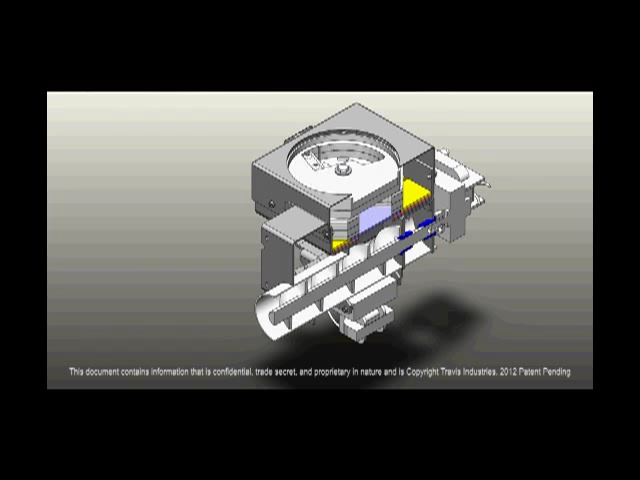 This document contains information that is confidential, trade secret, and proprietary in nature and is Copyright Travis Industries. 2012 Patent Pending